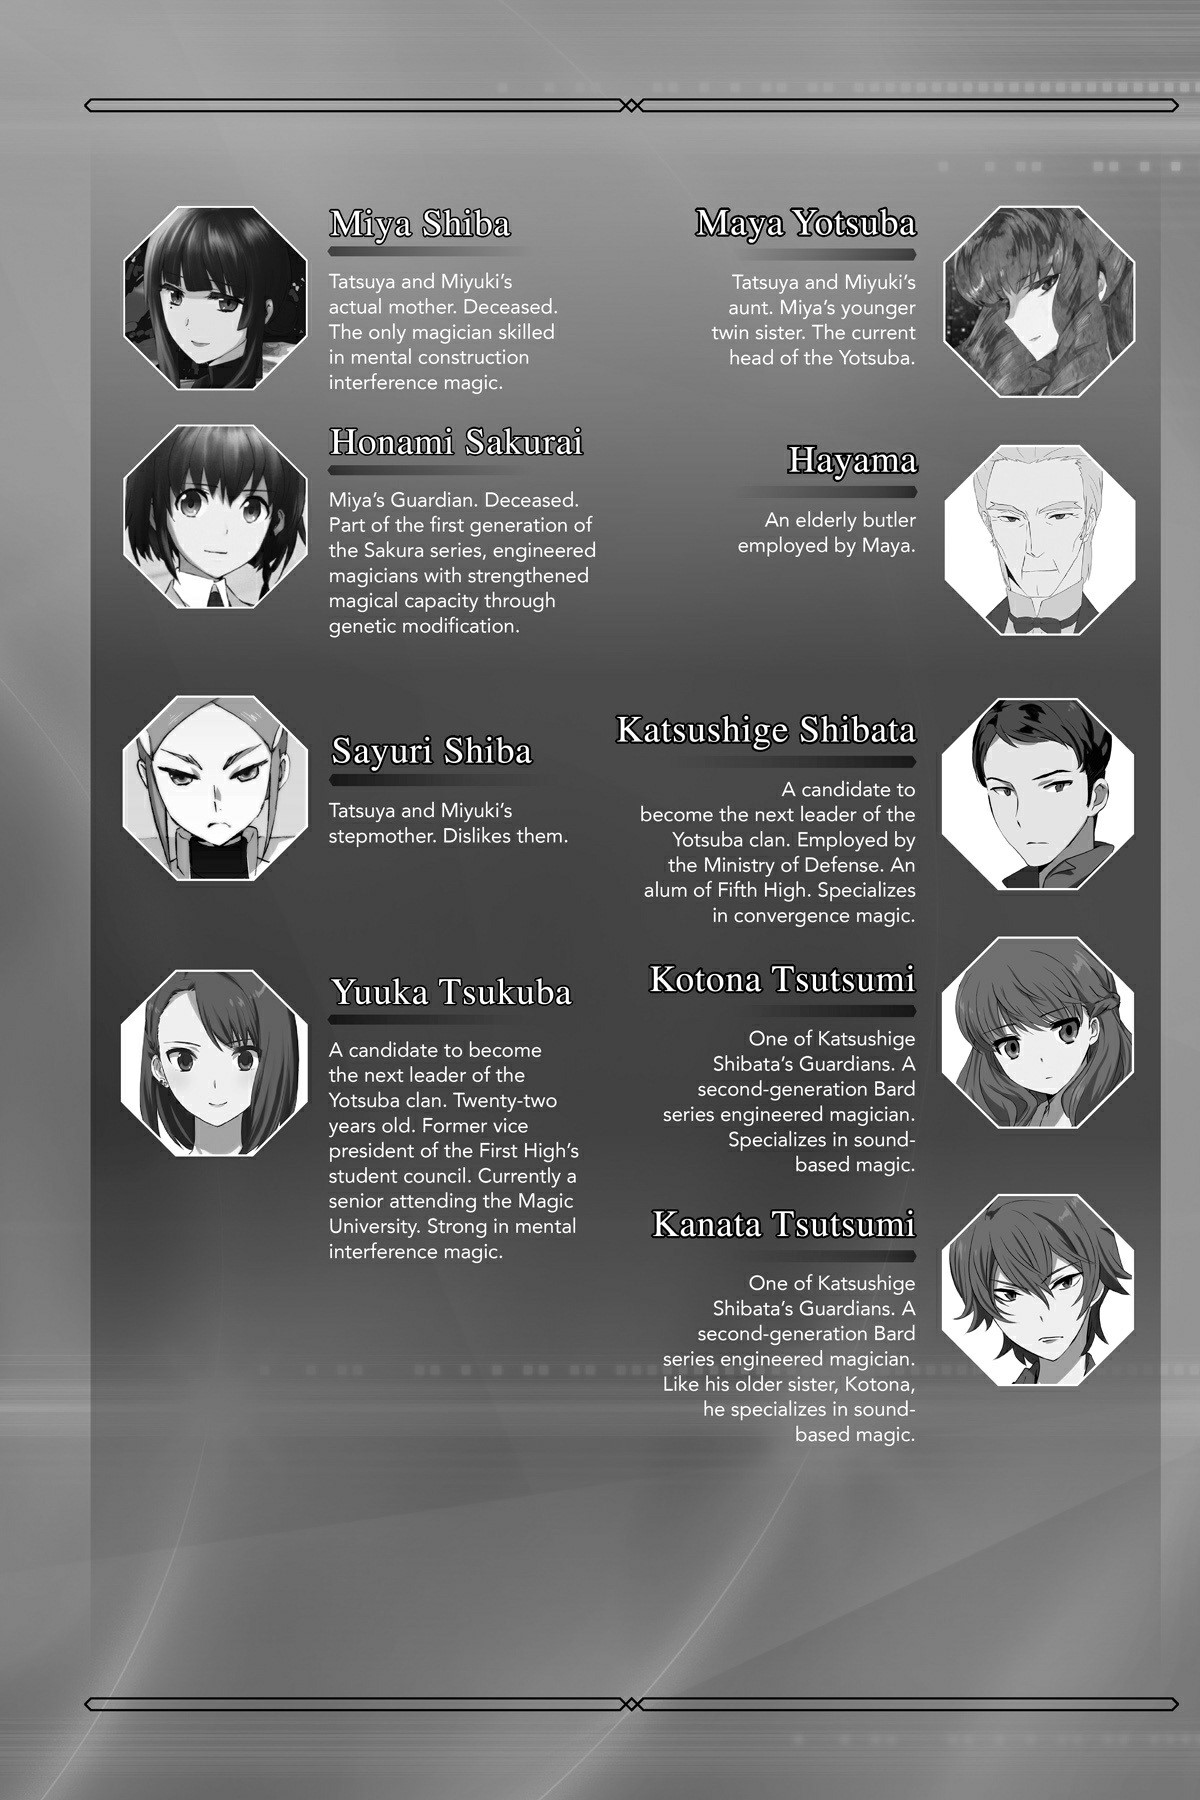 Miya Shiba
Tatsuya and Miyuki’s
actual mother. Deceased.
The only magician skilled
in mental construction
interference magic.
Honami Sakurai
Miya’s Guardian. Deceased.
Part of the first generation of
the Sakura series, engineered
magicians with strengthened
magical capacity through
genetic modification.
Sayuri Shiba
Tatsuya and Miyuki’s
stepmother. Dislikes them.
Yuuka Tsukuba
A candidate to become
the next leader of the
Yotsuba clan. Twenty-two
years old. Former vice
president of the First High’s
student council. Currently a
senior attending the Magic
University. Strong in mental
interference magic.
Maya Yotsuba
Tatsuya and Miyuki’s
aunt. Miya’s younger
twin sister. The current
head of the Yotsuba.
Hayama
An elderly butler
employed by Maya.
Katsushige Shibata
A candidate to
become the next leader of the
Yotsuba clan. Employed by
the Ministry of Defense. An
alum of Fifth High. Specializes
in convergence magic.
Kotona Tsutsumi
One of Katsushige
Shibata’s Guardians. A
second-generation Bard
series engineered magician.
Specializes in sound-
based magic.
Kanata Tsutsumi
One of Katsushige
Shibata’s Guardians. A
second-generation Bard
series engineered magician.
Like his older sister, Kotona,
he specializes in sound-
based magic.